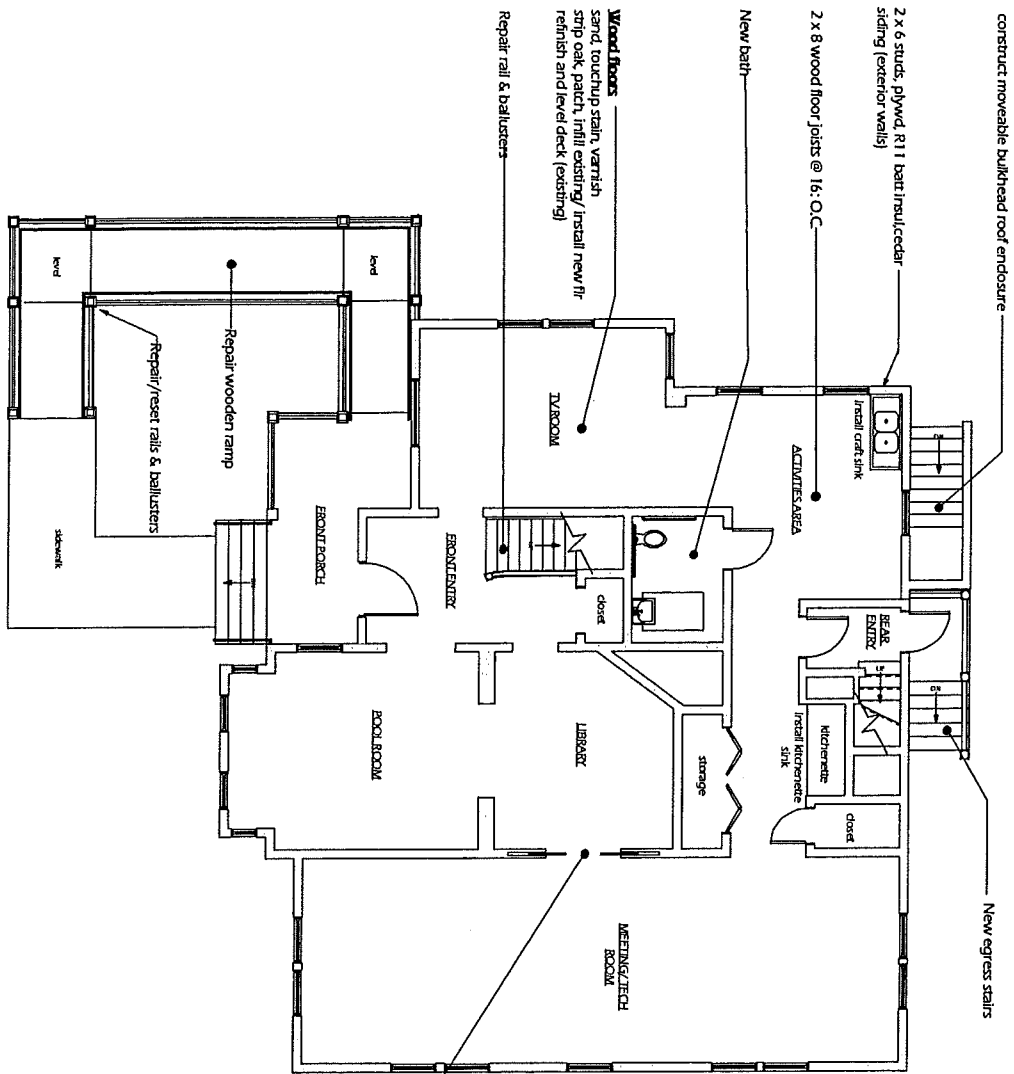 construct moveable bulkhead roof enclosure
2 x 6 studs, plywd, R11 batt insul,cedar
siding (exterior walls)
2 x 8 wood floor joists @ 16: O.C.
New bath
Wood floors
sand, touchup stain, varnish
strip oak, patch, infill existing/ install new flr
refinish and level deck (existing)
Repair rail & ballusters
New egress stairs
Install craft sink
ACTIVITIES AREA
REAR
ENTRY
kitchenette
Install kitchenette
sink
closet
storage
TV ROOM
closet
FRONT ENTRY
LIBRARY
POOL ROOM
MEETING/TECH
ROOM
FRONT PORCH
level
level
Repair wooden ramp
Repair/reset rails & ballusters
sidewalk